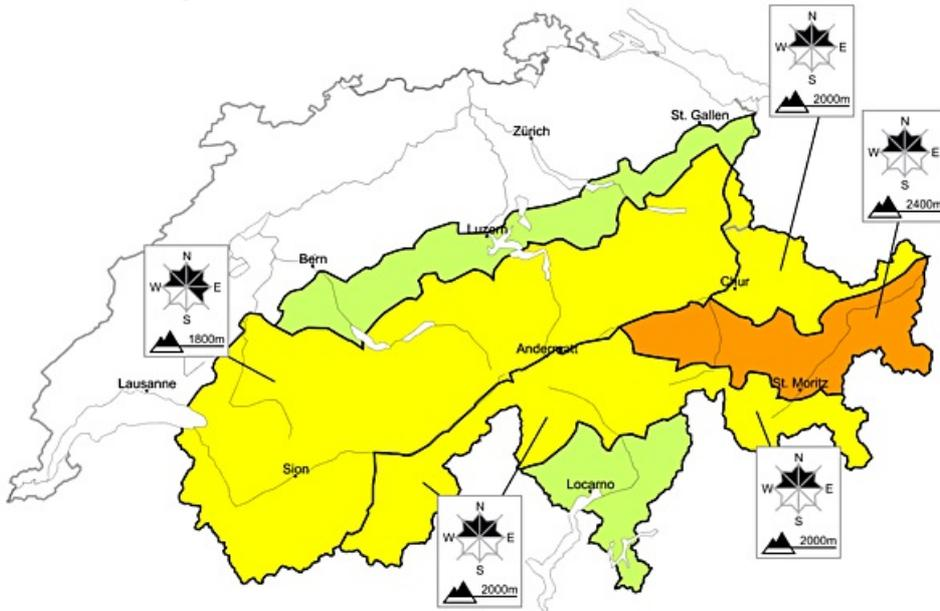 N
W E
S
2000m
N
W E
S
2400m
St. Gallen
Zürich
Luzern
Bern
N
W E
S
1800m
Chur
Andermatt
Lausanne
St. Moritz
Sion
Locarno
N
W E
S
2000m
N
W E
S
2000m